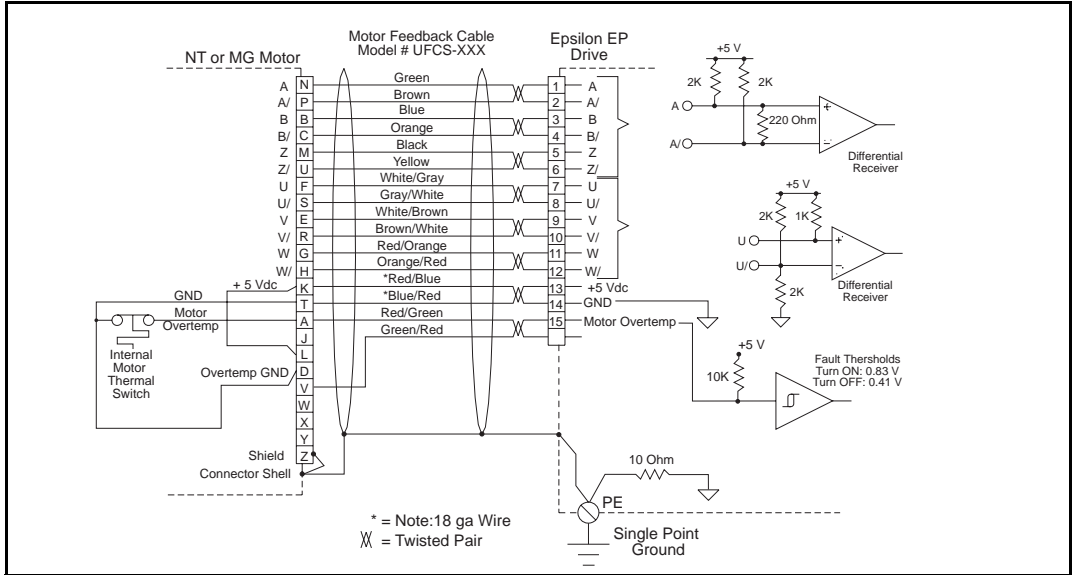 Motor Feedback Cable
Model # UFCS-XXX
NT or MG Motor
Epsilon EP
Drive
A N Green 1 A
A/ P Brown 2 A/
B B Blue 3 B
B/ C Orange 4 B/
Z M Black 5 Z
Z/ U Yellow 6 Z/
U F White/Gray 7 U
U/ S Gray/White 8 U/
V E White/Brown 9 V
V/ R Brown/White 10 V/
W G Red/Orange 11 W
W/ H Orange/Red 12 W/
+ 5 Vdc K *Red/Blue 13 +5 Vdc
GND T *Blue/Red 14 GND
Motor
Overtemp
A Red/Green 15 Motor Overtemp
J Green/Red
L
Overtemp GND D
V
W
X
Y
Shield Z
Connector Shell
Internal
Motor
Thermal
Switch
+5 V
2K
2K
A
220 Ohm
A/
+
-
Differential
Receiver
+5 V
2K
1K
U
U/
+
-
2K
Differential
Receiver
+5 V
10K
Fault Thersholds
Turn ON: 0.83 V
Turn OFF: 0.41 V
10 Ohm
PE
Single Point
Ground
* = Note:18 ga Wire
= Twisted Pair